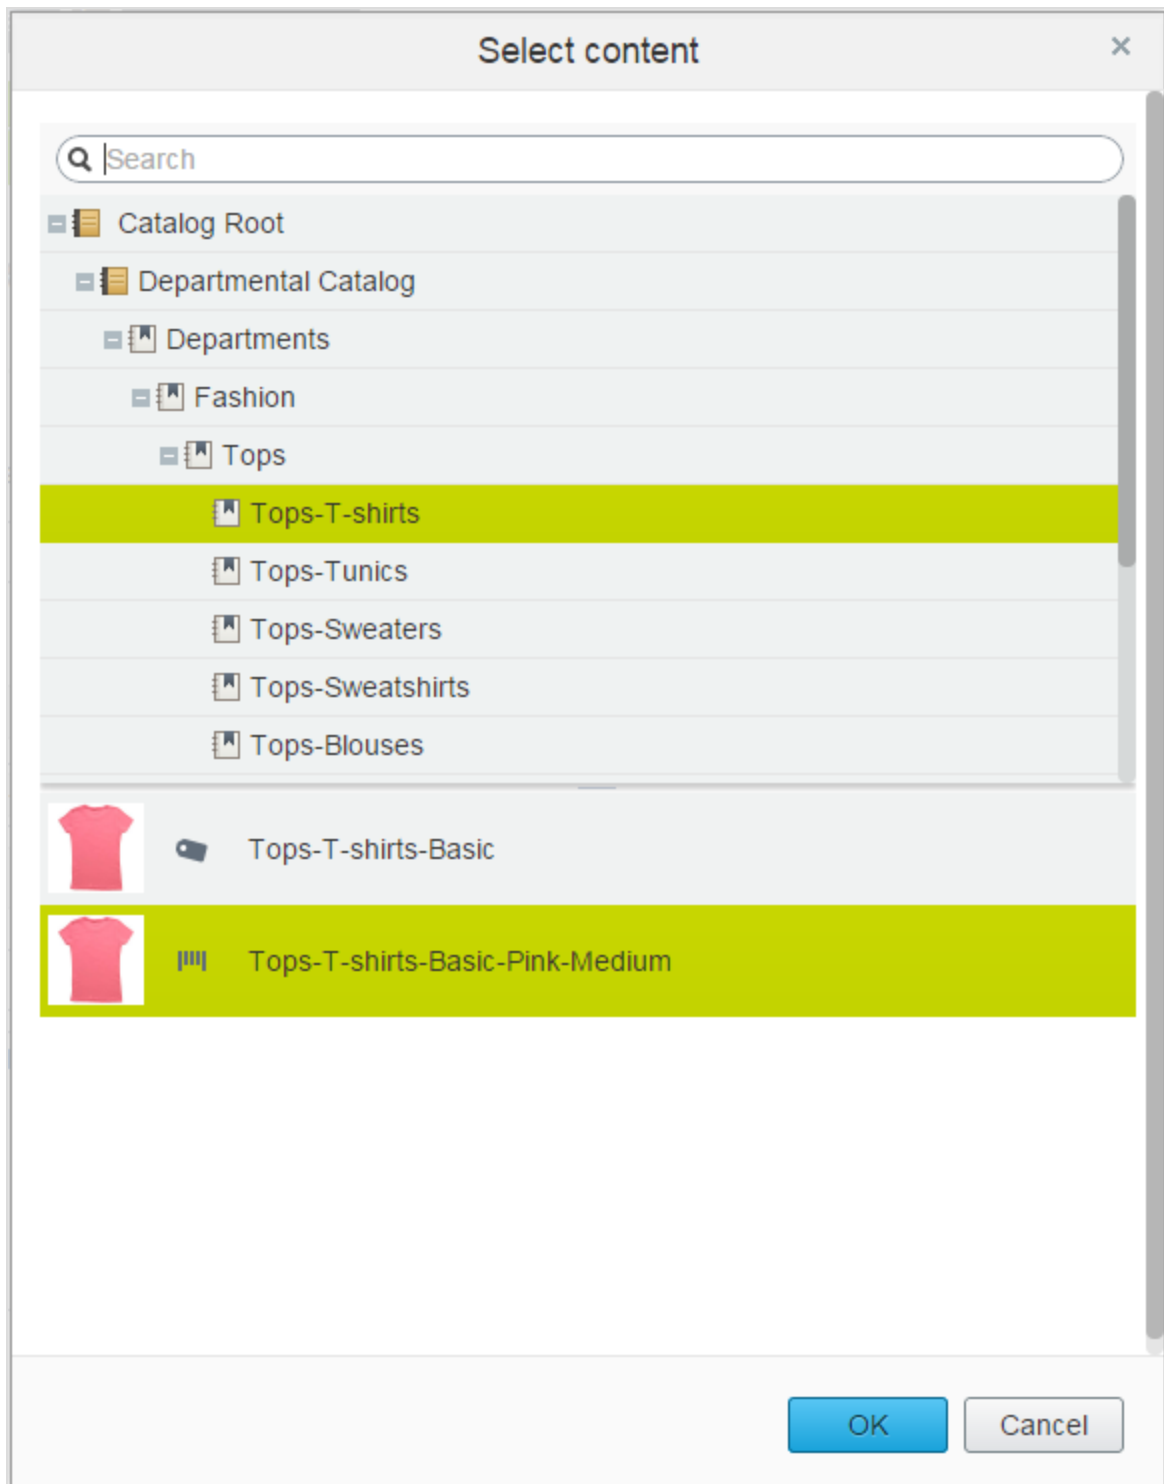 Select content
Search
Catalog Root
Departmental Catalog
Departments
Fashion
Tops
Tops-T-shirts
Tops-Tunics
Tops-Sweaters
Tops-Sweatshirts
Tops-Blouses
Tops-T-shirts-Basic
Tops-T-shirts-Basic-Pink-Medium
OK Cancel